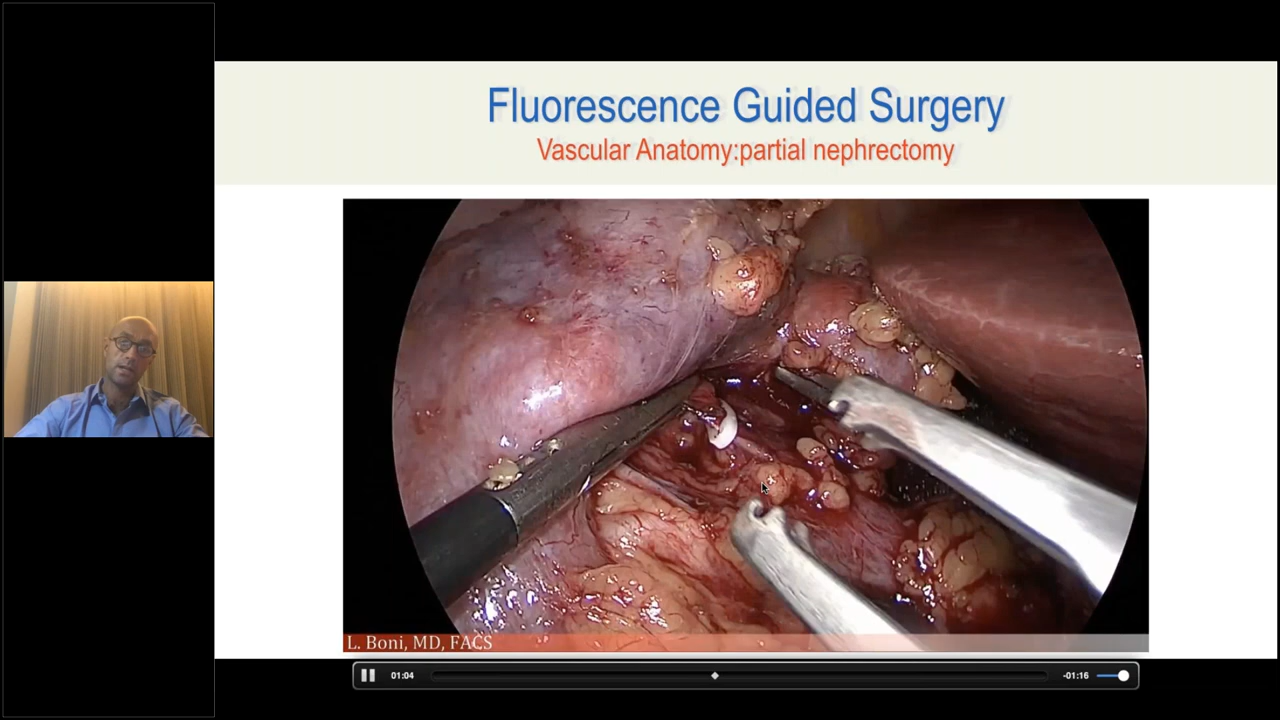 Fluorescence Guided Surgery
Vascular Anatomy:partial nephrectomy
L. Boni, MD, FACS
01:04
-01:16